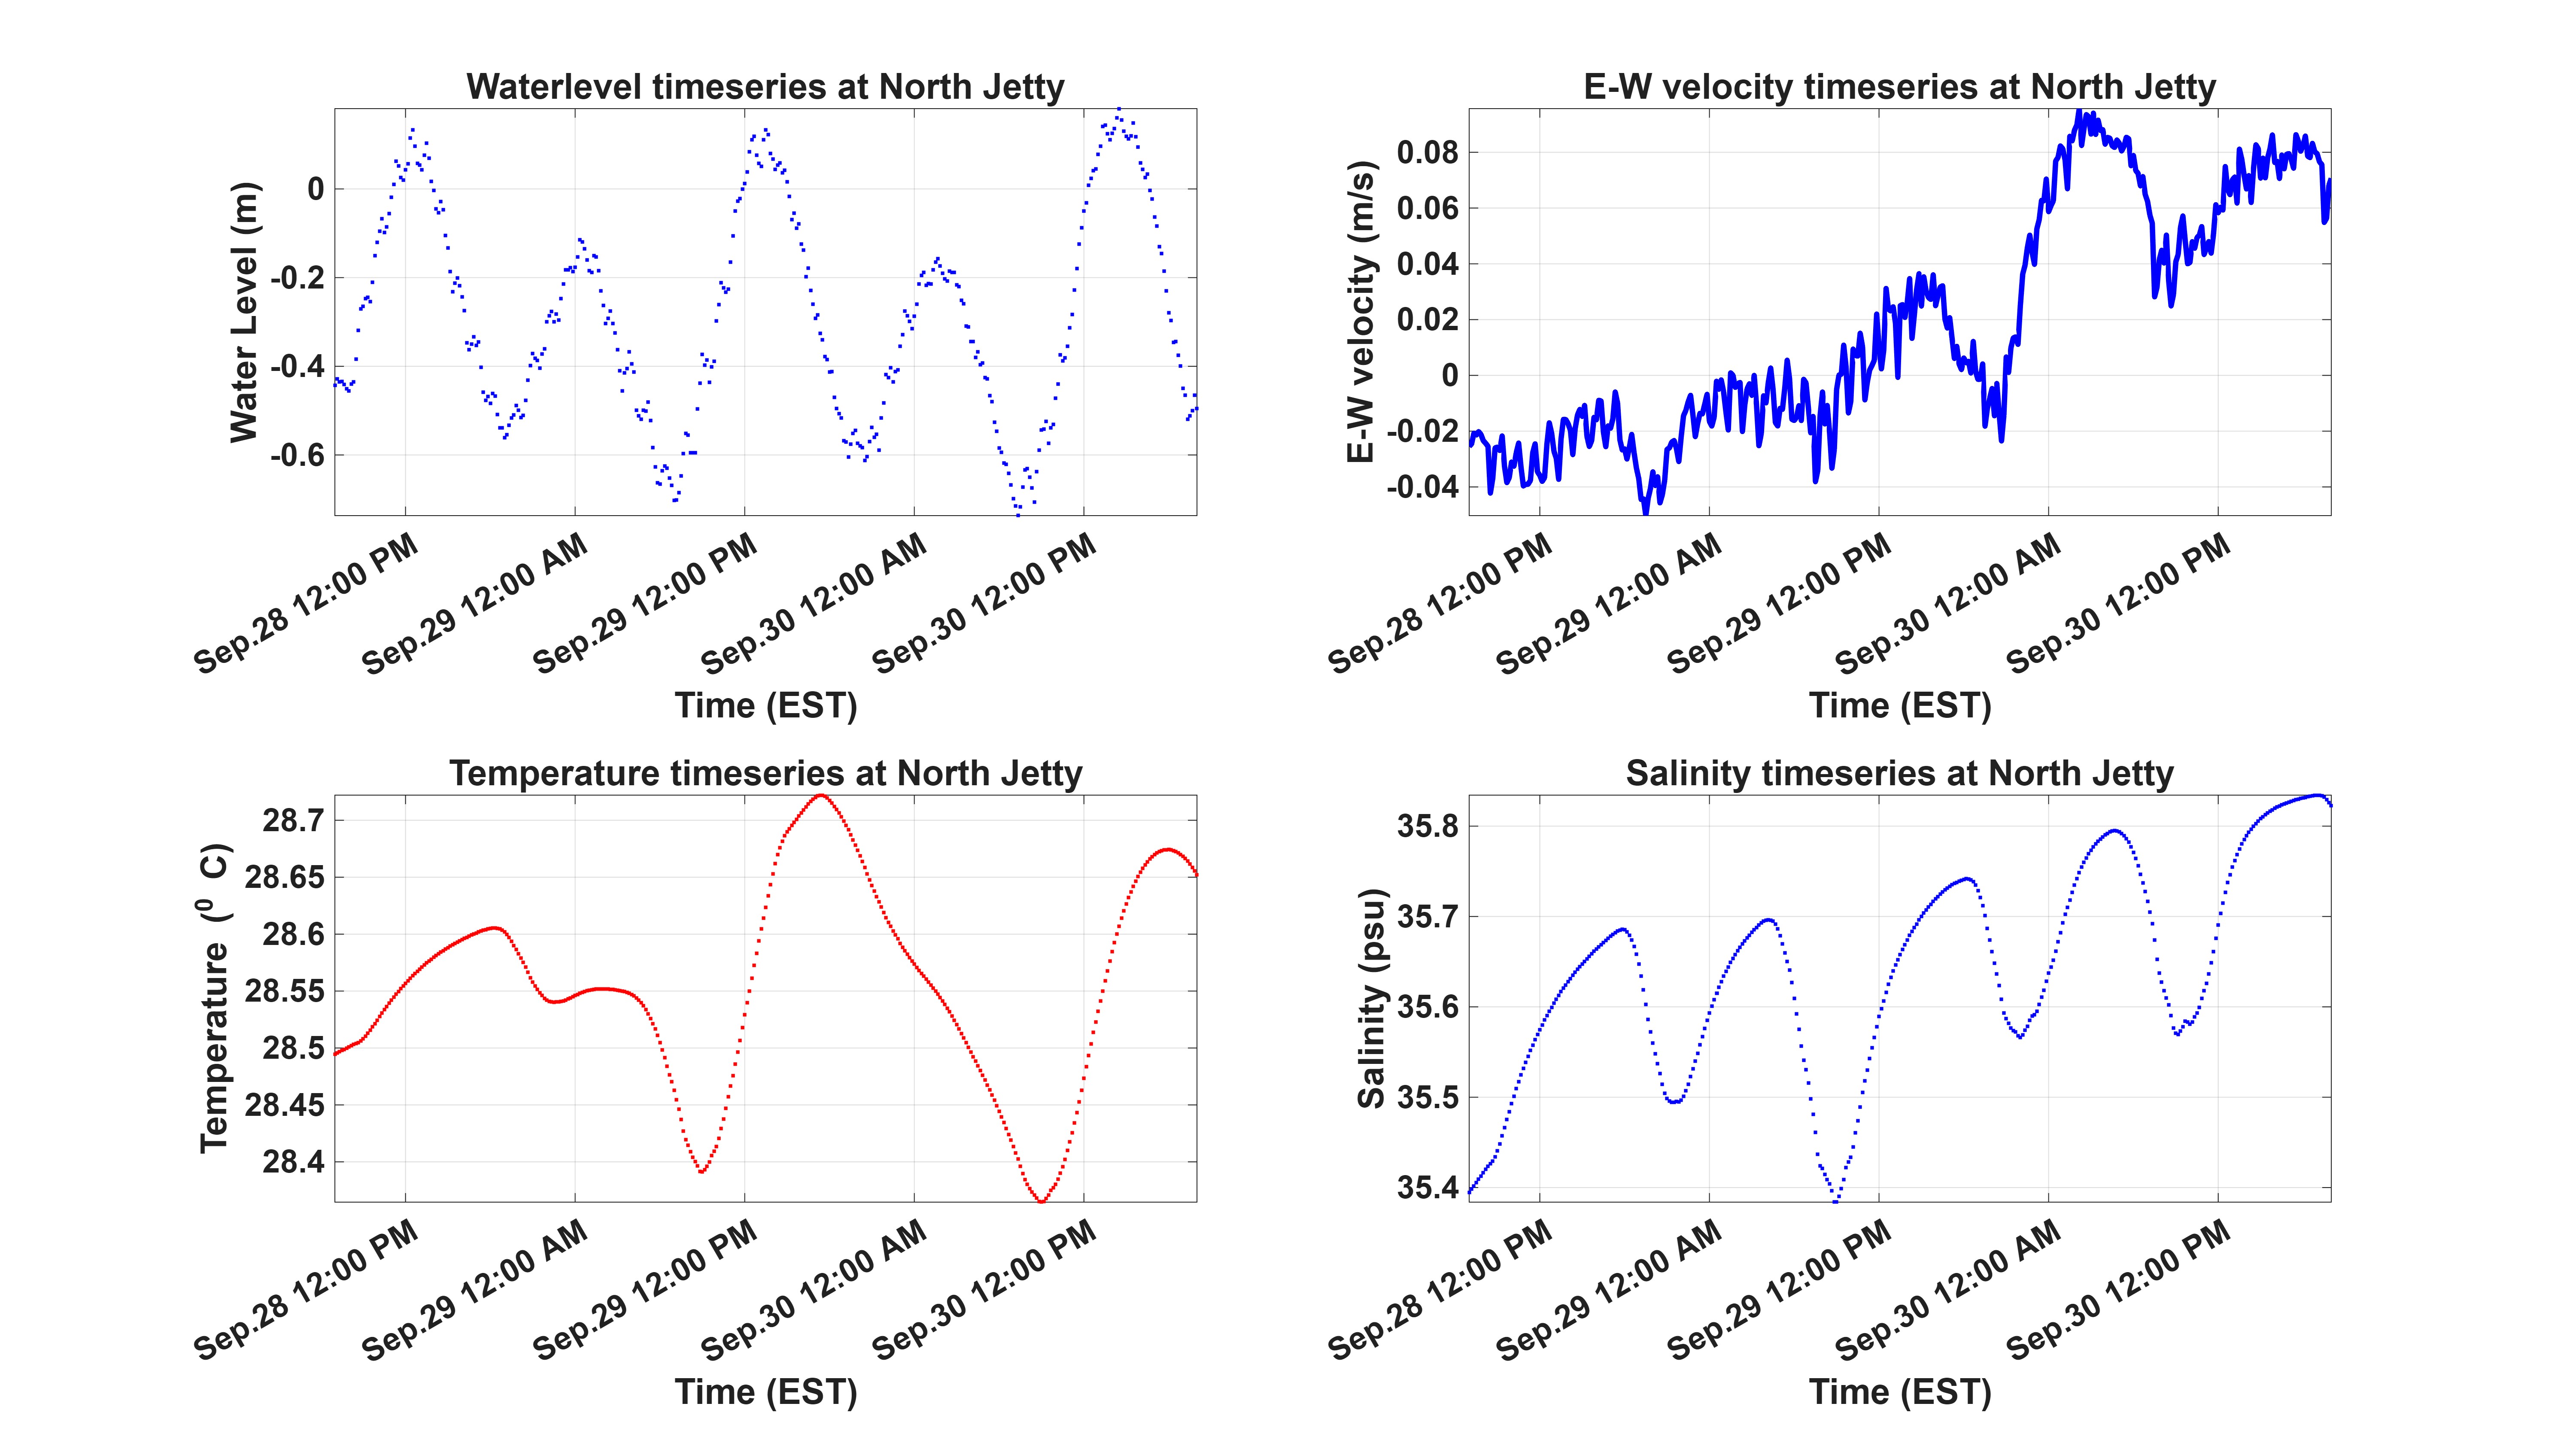 Waterlevel timeseries at North Jetty
Water Level (m)
0
-0.2
-0.4
-0.6
Sep.28 12:00 PM
Sep.29 12:00 AM
Sep.29 12:00 PM
Sep.30 12:00 AM
Sep.30 12:00 PM
Time (EST)
E-W velocity timeseries at North Jetty
E-W velocity (m/s)
0.08
0.06
0.04
0.02
0
-0.02
-0.04
Sep.28 12:00 PM
Sep.29 12:00 AM
Sep.29 12:00 PM
Sep.30 12:00 AM
Sep.30 12:00 PM
Time (EST)
Temperature timeseries at North Jetty
Temperature (⁰ C)
28.7
28.65
28.6
28.55
28.5
28.45
28.4
Sep.28 12:00 PM
Sep.29 12:00 AM
Sep.29 12:00 PM
Sep.30 12:00 AM
Sep.30 12:00 PM
Time (EST)
Salinity timeseries at North Jetty
Salinity (psu)
35.8
35.7
35.6
35.5
35.4
Sep.28 12:00 PM
Sep.29 12:00 AM
Sep.29 12:00 PM
Sep.30 12:00 AM
Sep.30 12:00 PM
Time (EST)